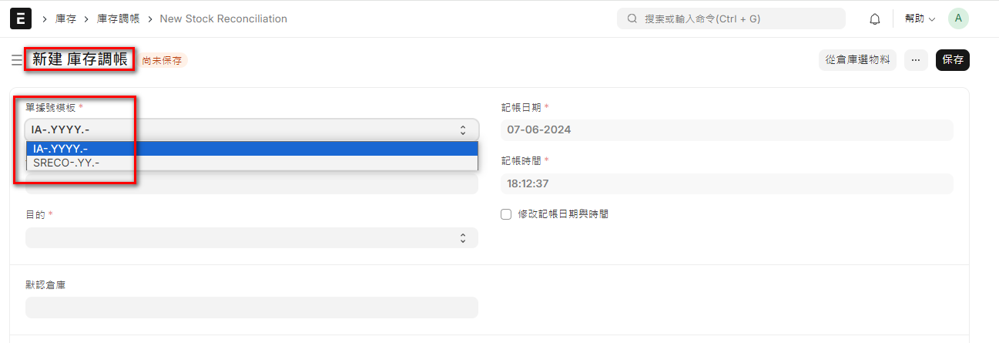 E
庫存
庫存調帳
New Stock Reconciliation
搜索或輸入命令(Ctrl + G)
幫助
A
新建 庫存調帳
尚未保存
從倉庫選物料
...
保存
單據號模板 *
IA-.YYYY.-
IA-.YYYY.-
SRECO-.YY.-
目的 *
記帳日期 *
07-06-2024
記帳時間 *
18:12:37
修改記帳日期與時間
默認倉庫